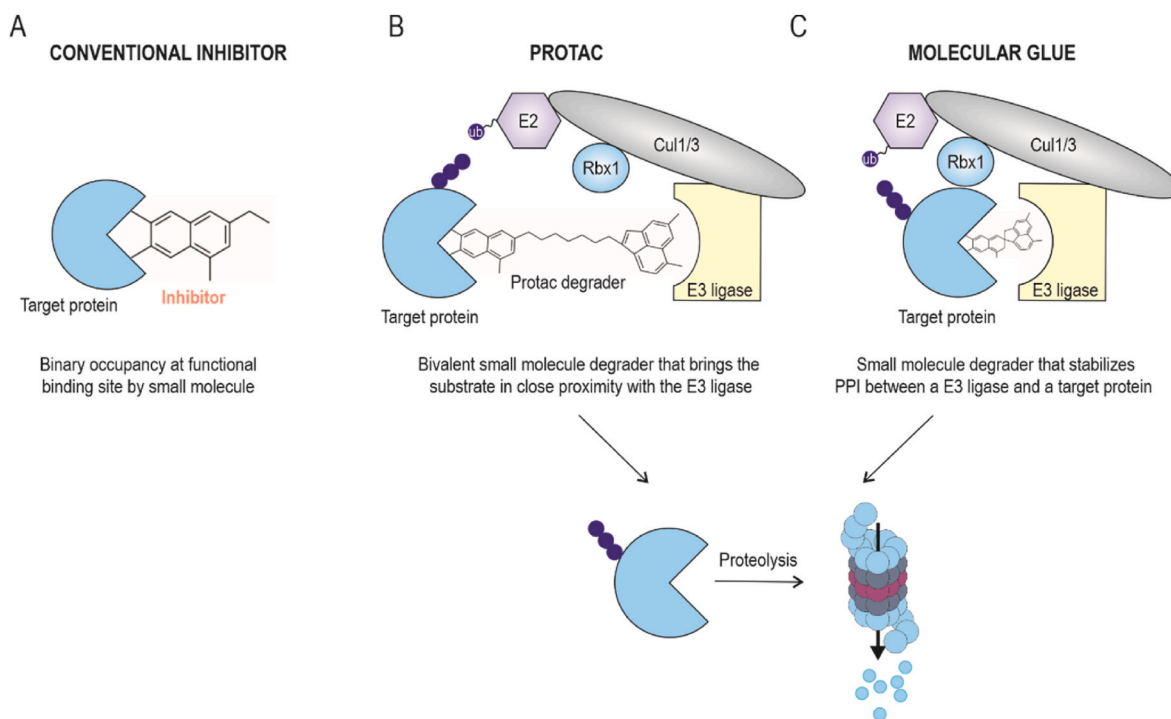 A
CONVENTIONAL INHIBITOR
Target protein
Inhibitor
Binary occupancy at functional
binding site by small molecule
B
PROTAC
E2
ub
Cul1/3
Rbx1
Protac degrader
E3 ligase
Target protein
Bivalent small molecule degrader that brings the
substrate in close proximity with the E3 ligase
C
MOLECULAR GLUE
E2
ub
Cul1/3
Rbx1
E3 ligase
Target protein
Small molecule degrader that stabilizes
PPI between a E3 ligase and a target protein
Proteolysis